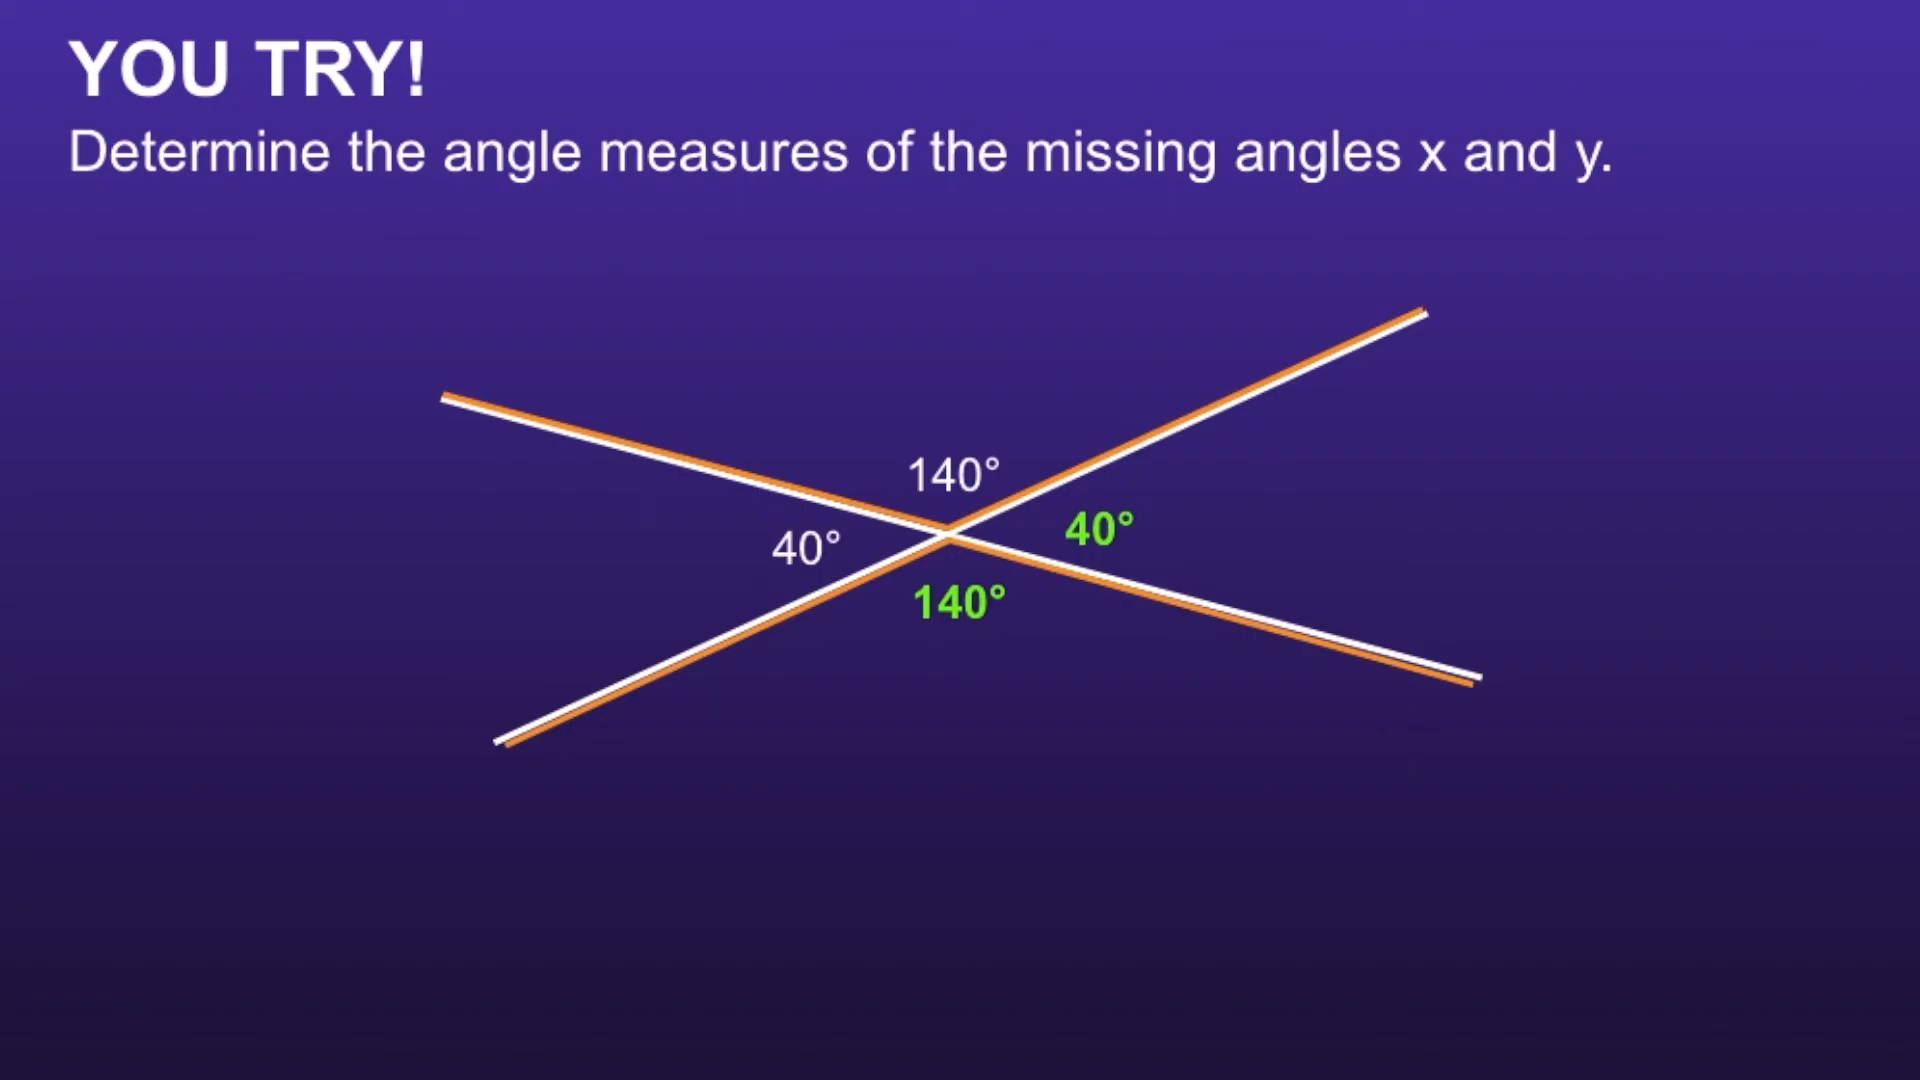 YOU TRY!
Determine the angle measures of the missing angles x and y.
140°
40°
40°
140°